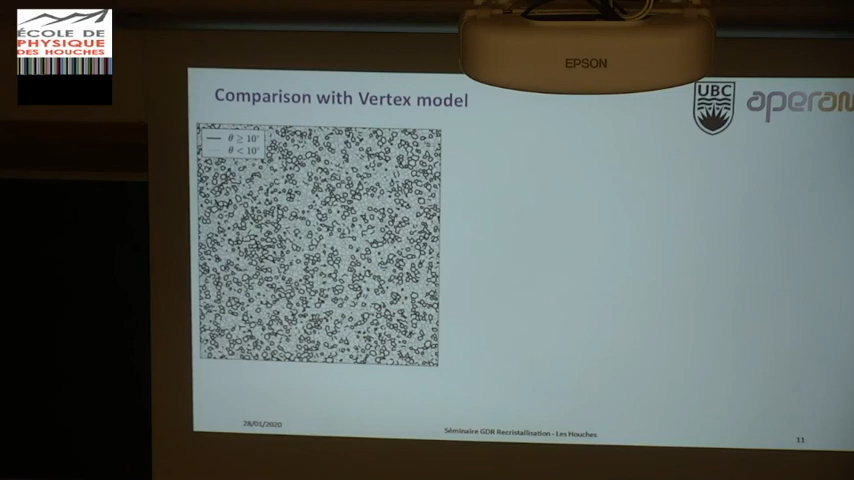 ÉCOLE DE
PHYSIQUE
DES HOUCHES
EPSON
Comparison with Vertex model
UBC
aperam
θ ≥ 10°
θ < 10°
28/01/2020
Séminaire GDR Recristallisation - Les Houches
11